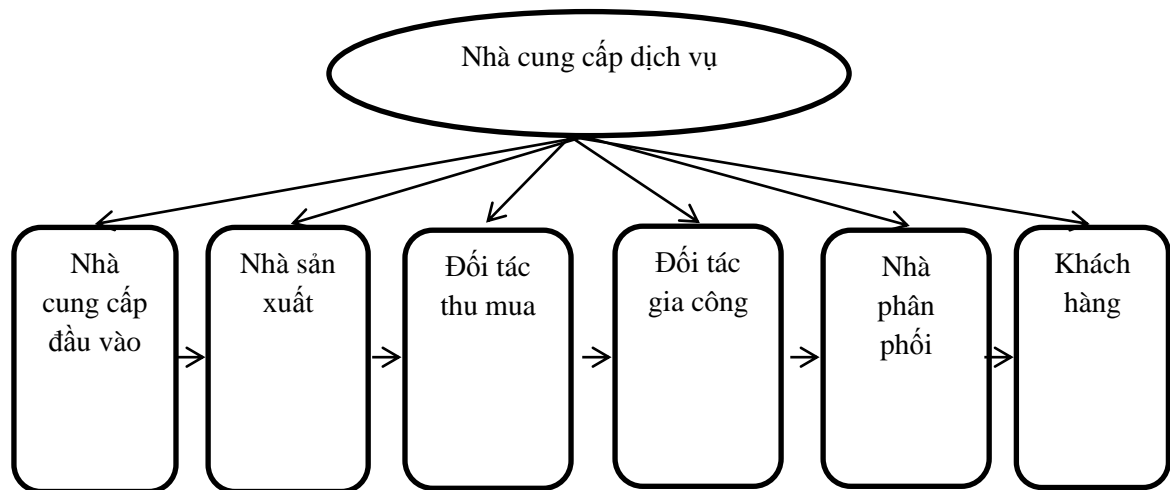 Nhà cung cấp dịch vụ
Nhà
cung cấp
đầu vào
Nhà sản
xuất
Đối tác
thu mua
Đối tác
gia công
Nhà
phân
phối
Khách
hàng